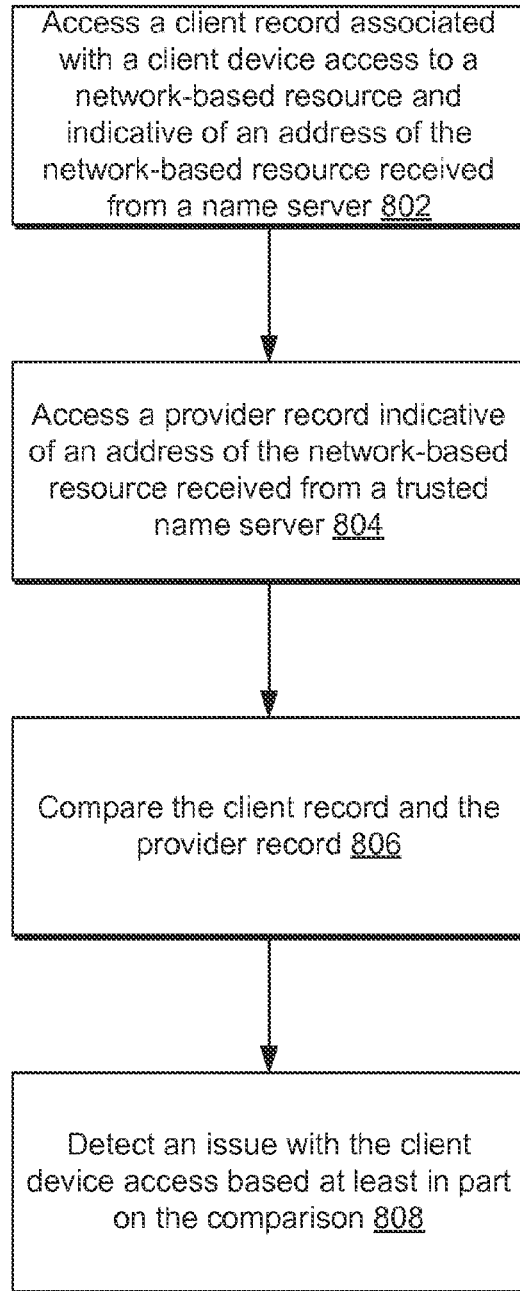 Access a client record associated
with a client device access to a
network-based resource and
indicative of an address of the
network-based resource received
from a name server 802
Access a provider record indicative
of an address of the network-based
resource received from a trusted
name server 804
Compare the client record and the
provider record 806
Detect an issue with the client
device access based at least in part
on the comparison 808